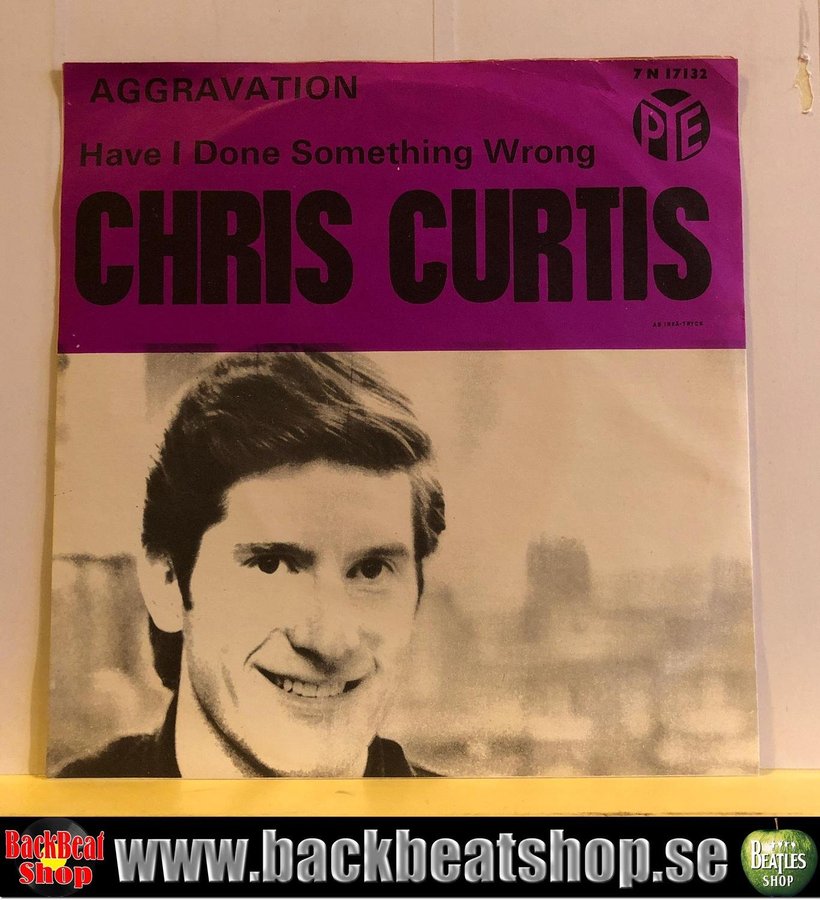 AGGRAVATION
7 N 17132
PYE
Have I Done Something Wrong
CHRIS CURTIS
BackBeat
Shop
www.backbeatshop.se
BEATLES
SHOP